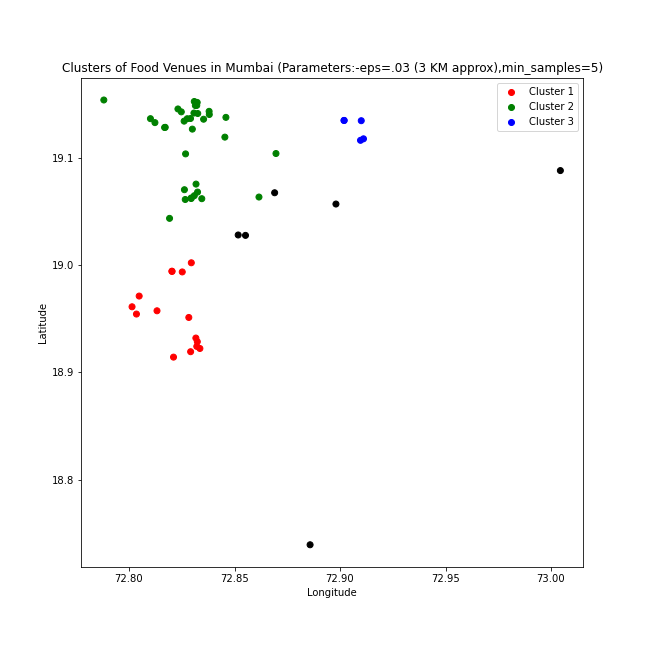 Clusters of Food Venues in Mumbai (Parameters:-eps=.03 (3 KM approx),min_samples=5)
Cluster 1
Cluster 2
Cluster 3
19.1
19.0
18.9
18.8
Latitude
72.80 72.85 72.90 72.95 73.00
Longitude